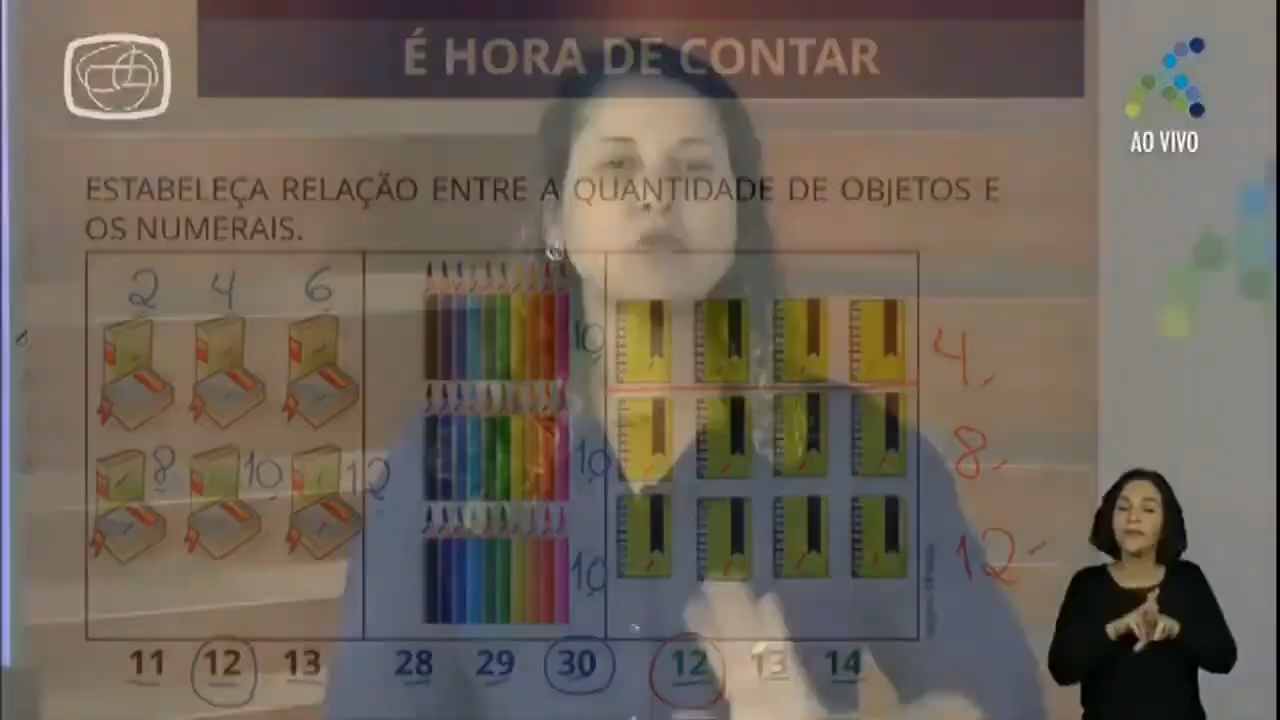 É HORA DE CONTAR
AO VIVO
ESTABELEÇA RELAÇÃO ENTRE A QUANTIDADE DE OBJETOS E
OS NUMERAIS.
2 4 6
10
4
8 10 12
10
8
10
12
11 12 13 28 29 30 12 13 14